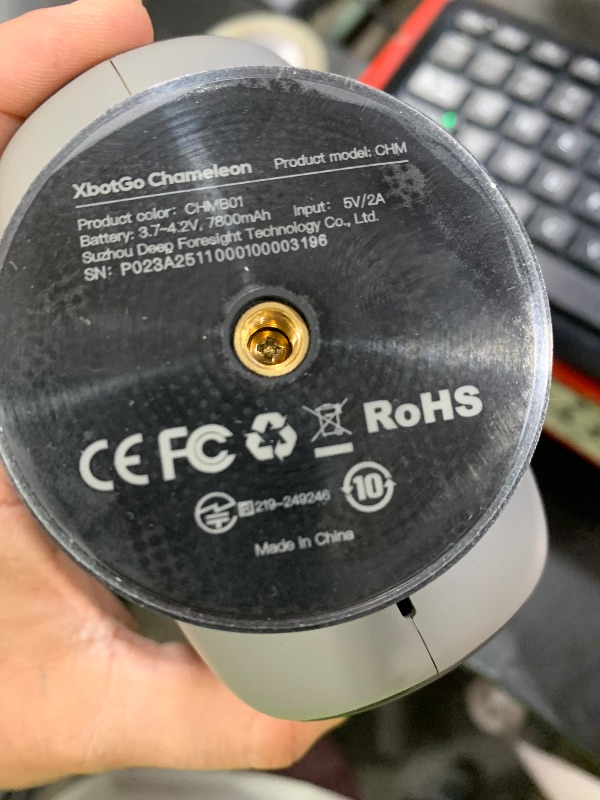 XbotGo Chameleon Product model: CHM
Product color: CHMB01
Battery: 3.7~4.2V, 7800mAh Input: 5V/2A
Suzhou Deep Foresight Technology Co., Ltd.
SN: P023A2511000100003196
CE FC RoHS
R 219-249246 10
Made in China